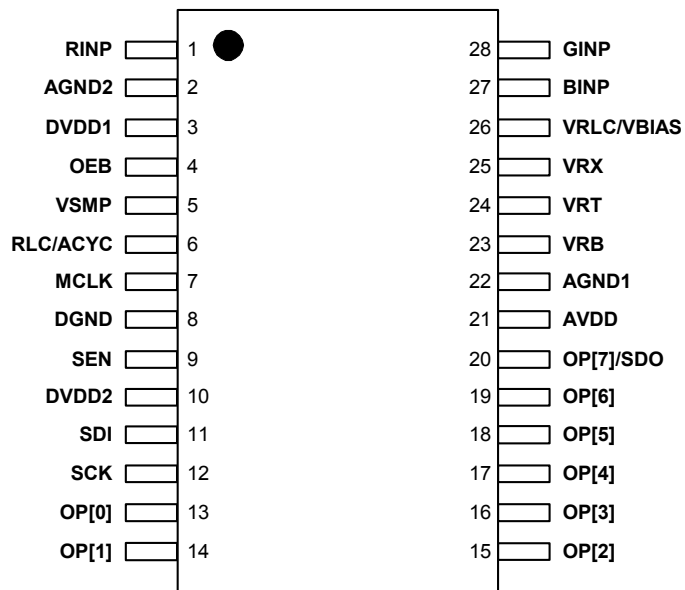 RINP 1 28 GINP
AGND2 2 27 BINP
DVDD1 3 26 VRLC/VBIAS
OEB 4 25 VRX
VSMP 5 24 VRT
RLC/ACYC 6 23 VRB
MCLK 7 22 AGND1
DGND 8 21 AVDD
SEN 9 20 OP[7]/SDO
DVDD2 10 19 OP[6]
SDI 11 18 OP[5]
SCK 12 17 OP[4]
OP[0] 13 16 OP[3]
OP[1] 14 15 OP[2]